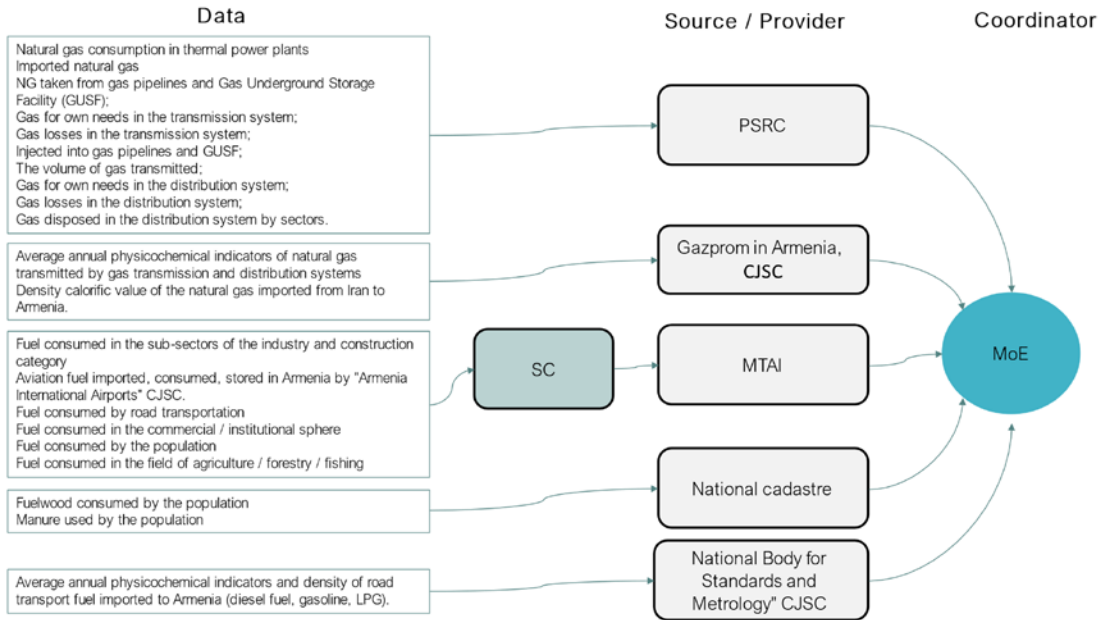 Data
Source / Provider
Coordinator
Natural gas consumption in thermal power plants
Imported natural gas
NG taken from gas pipelines and Gas Underground Storage
Facility (GUSF);
Gas for own needs in the transmission system;
Gas losses in the transmission system;
Injected into gas pipelines and GUSF;
The volume of gas transmitted;
Gas for own needs in the distribution system;
Gas losses in the distribution system;
Gas disposed in the distribution system by sectors.
PSRC
Average annual physicochemical indicators of natural gas
transmitted by gas transmission and distribution systems
Density calorific value of the natural gas imported from Iran to
Armenia.
Gazprom in Armenia,
CJSC
Fuel consumed in the sub-sectors of the industry and construction
category
Aviation fuel imported, consumed, stored in Armenia by "Armenia
International Airports" CJSC.
Fuel consumed by road transportation
Fuel consumed in the commercial / institutional sphere
Fuel consumed by the population
Fuel consumed in the field of agriculture / forestry / fishing
SC
MTAI
MoE
Fuelwood consumed by the population
Manure used by the population
National cadastre
Average annual physicochemical indicators and density of road
transport fuel imported to Armenia (diesel fuel, gasoline, LPG).
National Body for
Standards and
Metrology" CJSC